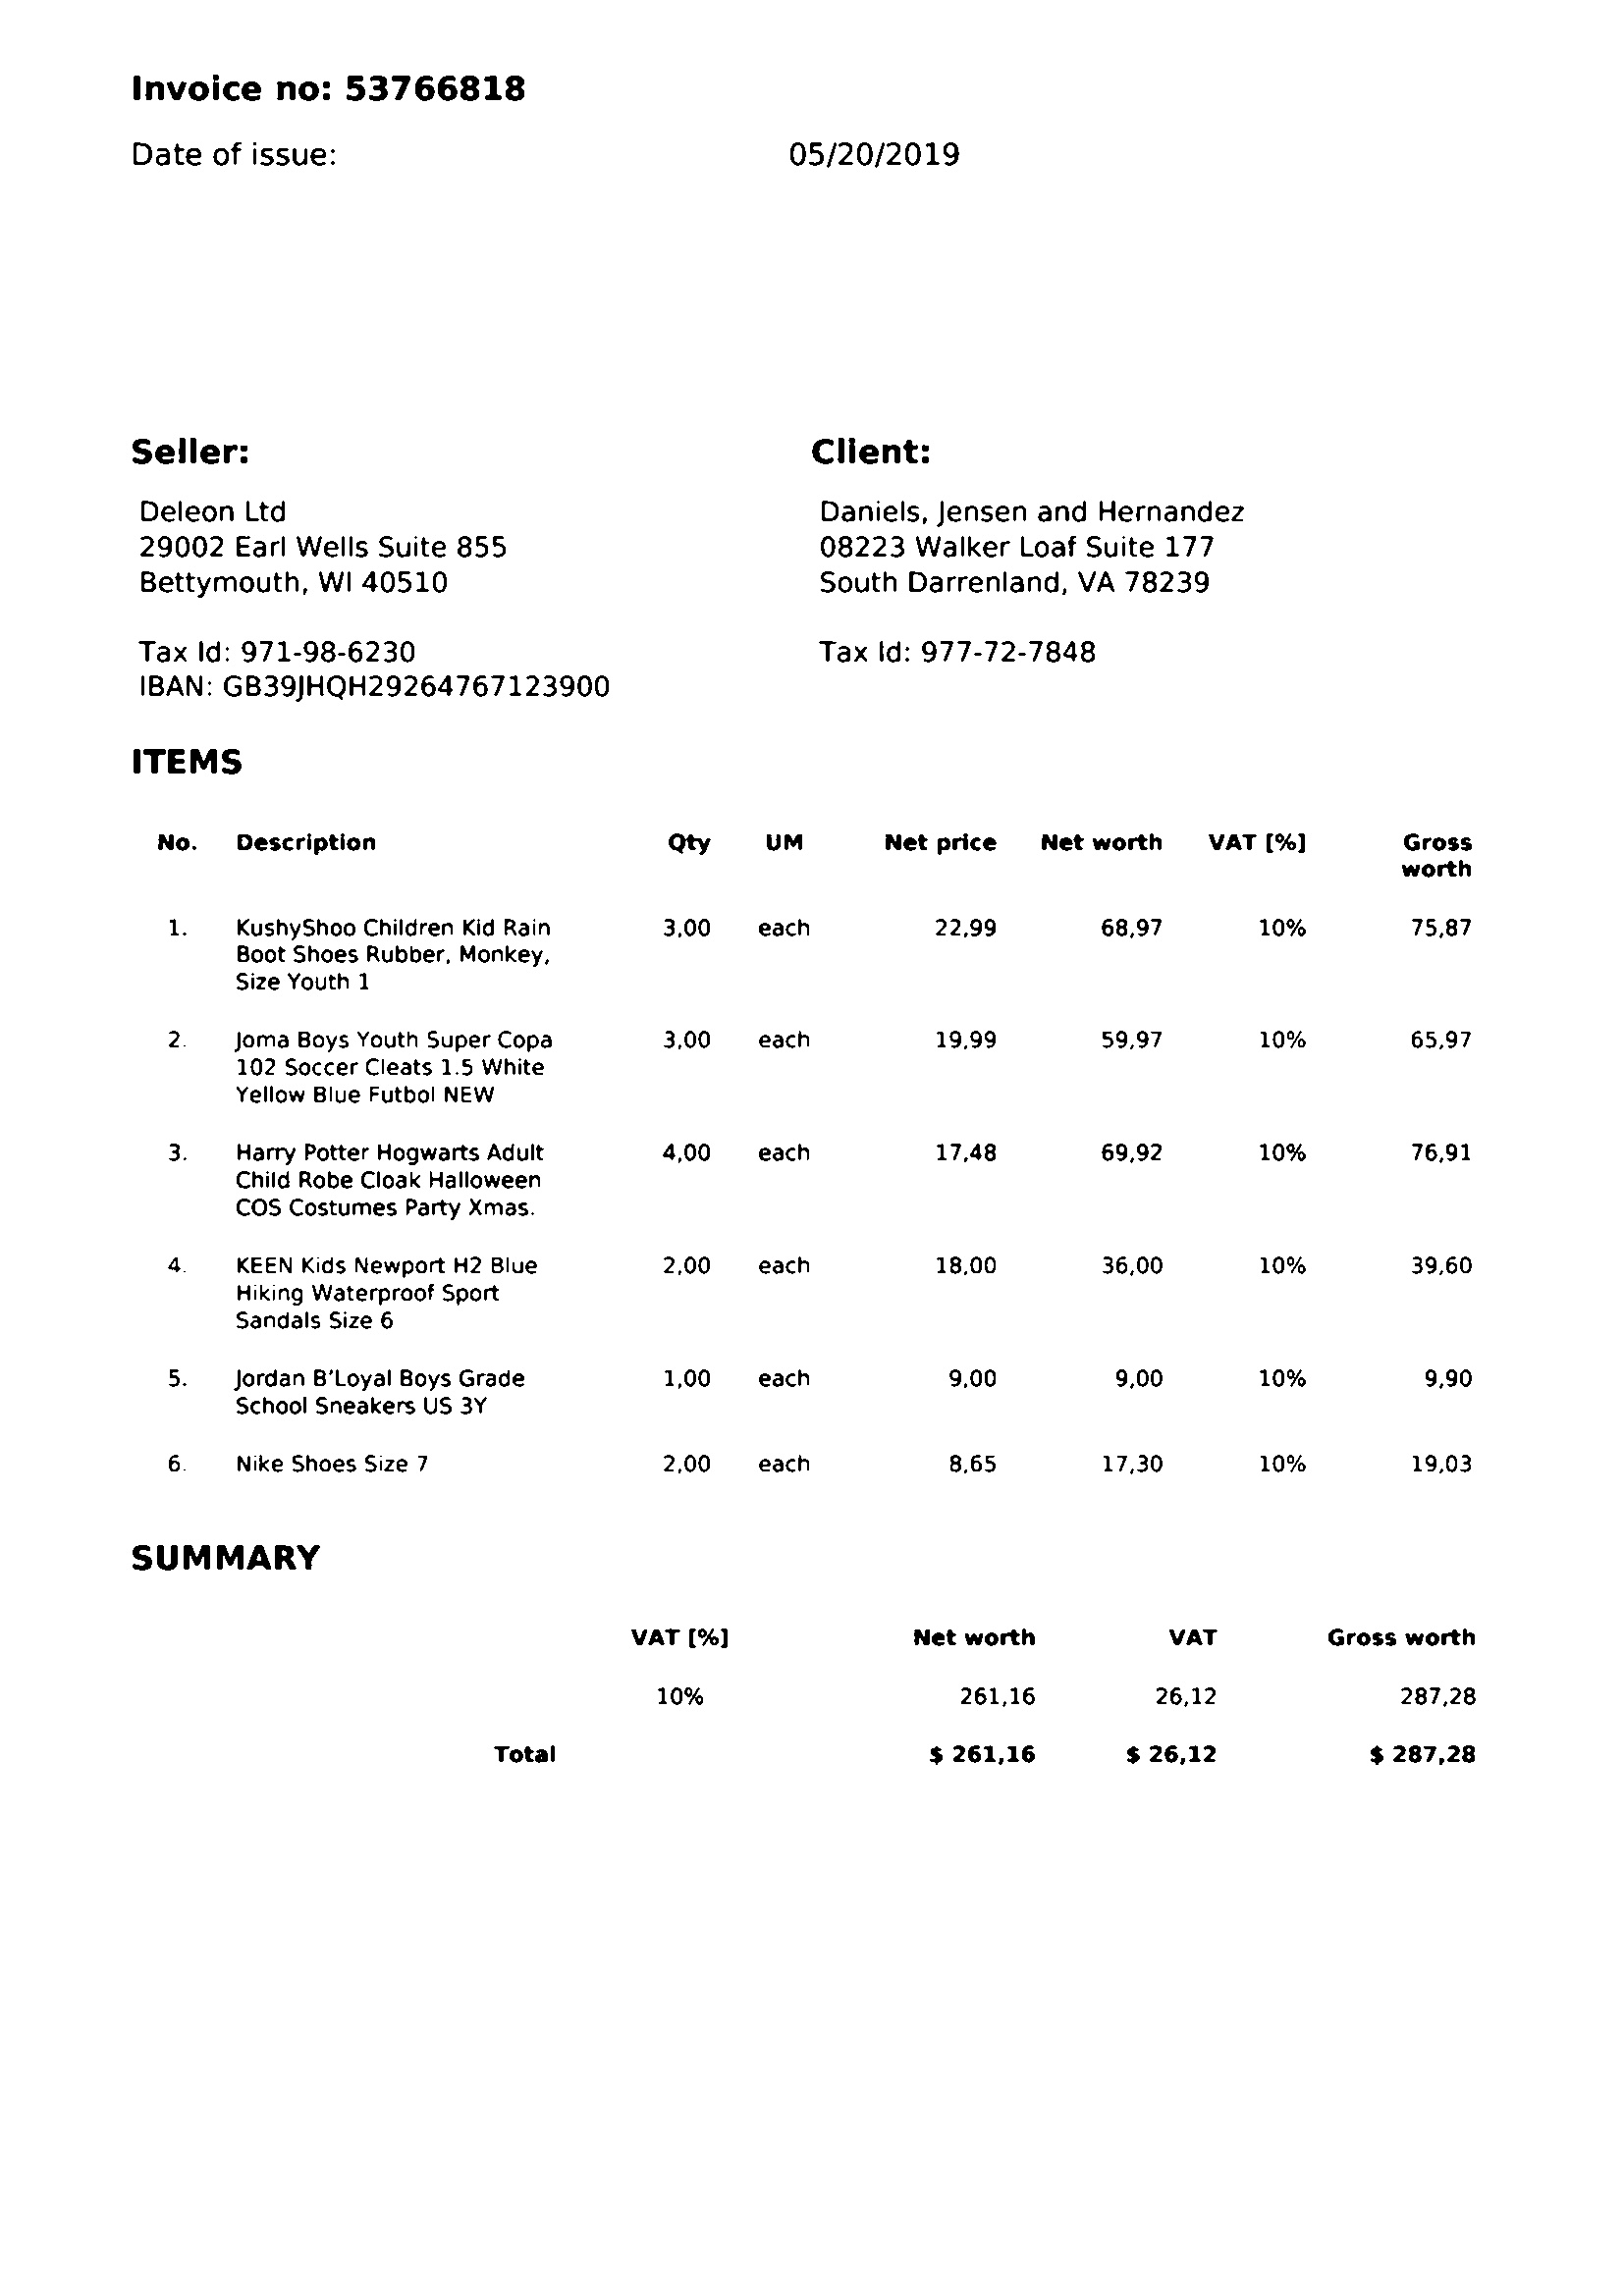 Invoice no: 53766818
Date of issue: 05/20/2019
Seller: Client:
Deleon Ltd Daniels, Jensen and Hernandez
29002 Earl Wells Suite 855 08223 Walker Loaf Suite 177
Bettymouth, WI 40510 South Darrenland, VA 78239
Tax Id: 971-98-6230 Tax Id: 977-72-7848
IBAN: GB39JHQH29264767123900
ITEMS
No. Description Qty UM Net price Net worth VAT [%] Gross
worth
1. KushyShoo Children Kid Rain 3,00 each 22,99 68,97 10% 75,87
Boot Shoes Rubber, Monkey,
Size Youth 1
2. Joma Boys Youth Super Copa 3,00 each 19,99 59,97 10% 65,97
102 Soccer Cleats 1.5 White
Yellow Blue Futbol NEW
3. Harry Potter Hogwarts Adult 4,00 each 17,48 69,92 10% 76,91
Child Robe Cloak Halloween
COS Costumes Party Xmas.
4. KEEN Kids Newport H2 Blue 2,00 each 18,00 36,00 10% 39,60
Hiking Waterproof Sport
Sandals Size 6
5. Jordan B'Loyal Boys Grade 1,00 each 9,00 9,00 10% 9,90
School Sneakers US 3Y
6. Nike Shoes Size 7 2,00 each 8,65 17,30 10% 19,03
SUMMARY
VAT [%] Net worth VAT Gross worth
10% 261,16 26,12 287,28
Total $ 261,16 $ 26,12 $ 287,28